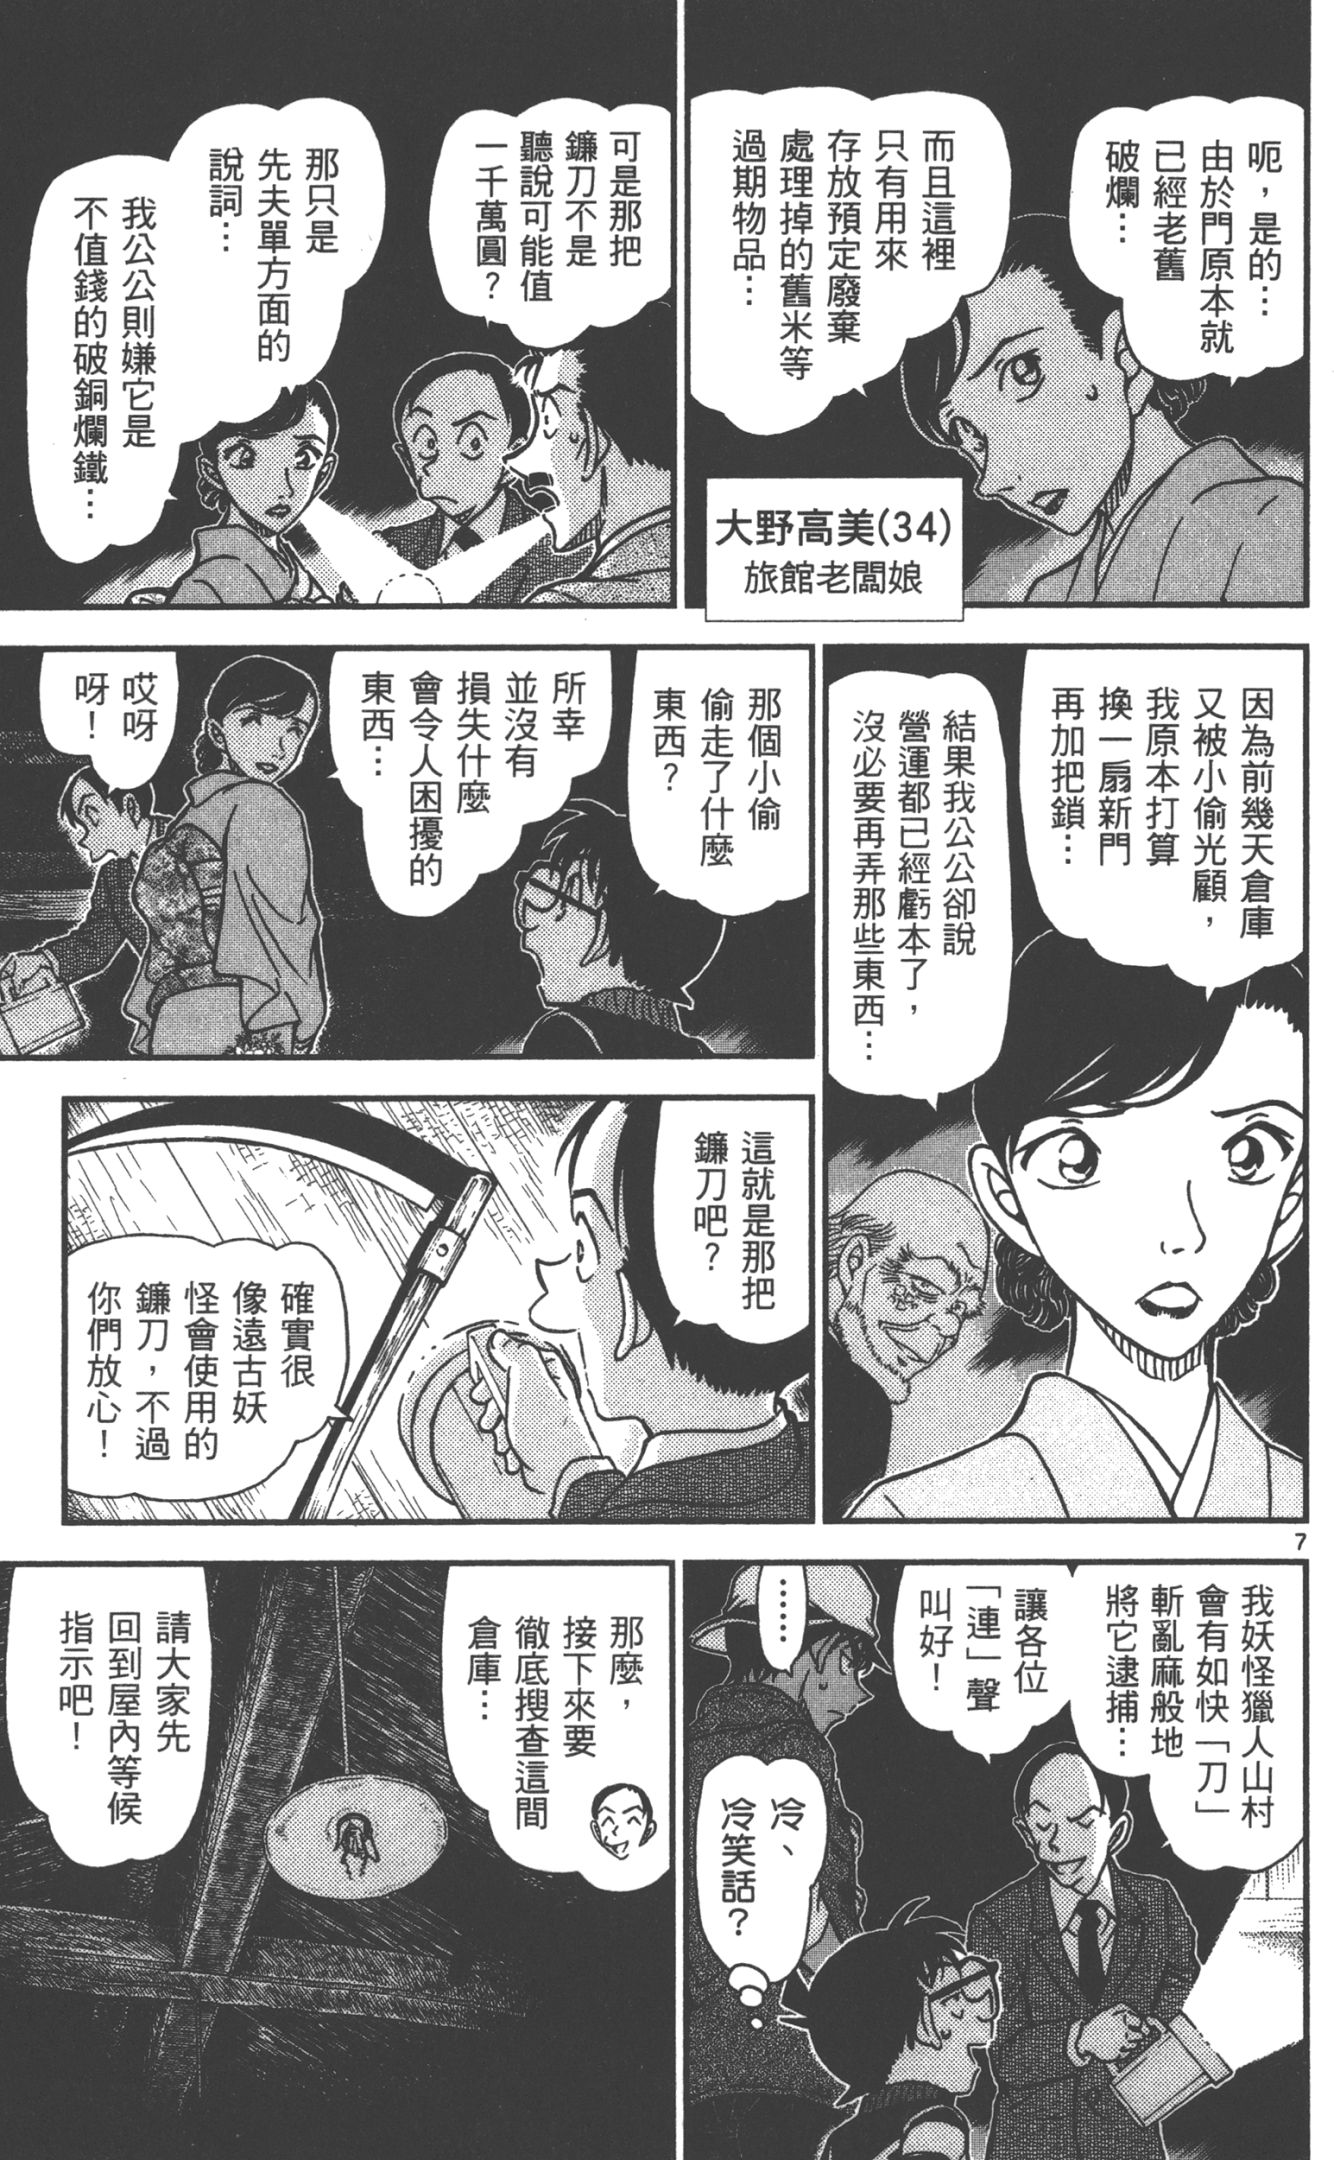 呃，是的…
由於門原本就
已經老舊
破爛…
而且這裡
只有用來
存放預定廢棄
處理掉的舊米等
過期物品…
大野高美(34)
旅館老闆娘
可是那把
鐮刀不是
聽說可能值
一千萬圓？
那只是
先夫單方面的
說詞…
我公公則嫌它是
不值錢的破銅爛鐵…
因為前幾天倉庫
又被小偷光顧，
我原本打算
換一扇新門
再加把鎖…
結果我公公卻說
營運都已經虧本了，
沒必要再弄那些東西…
那個小偷
偷走了什麼
東西？
所幸
並沒有
損失什麼
會令人困擾的
東西…
哎呀
呀！
這就是那把
鐮刀吧？
確實很
像遠古妖
怪會使用的
鐮刀，不過
你們放心！
7
我妖怪獵人山村
會有如快「刀」
斬亂麻般地
將它逮捕…
讓各位
「連」聲
叫好！
……
冷、
冷笑話？
那麼，
接下來要
徹底搜查這間
倉庫…
請大家先
回到屋內等候
指示吧！